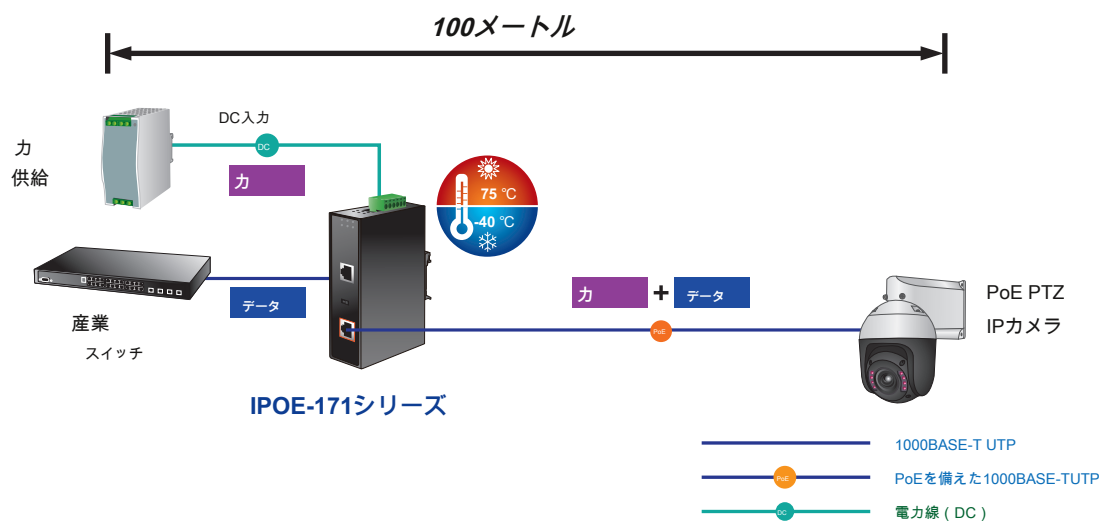 100メートル
DC入力
DC
力
供給
力
75 ℃
-40 ℃
データ
力
+
データ
PoE
産業
スイッチ
PoE PTZ
IPカメラ
IPOE-171シリーズ
1000BASE-T UTP
PoE
PoEを備えた1000BASE-TUTP
DC
電力線（DC）